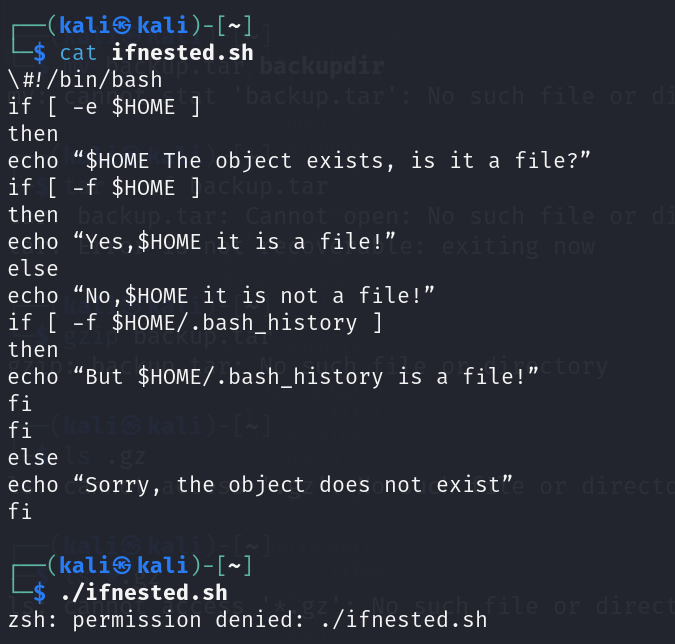 ┌──(kali㉿kali)-[~]
└─$ cat ifnested.sh
\#!/bin/bash
if [ -e $HOME ]
then
echo “$HOME The object exists, is it a file?”
if [ -f $HOME ]
then
echo “Yes,$HOME it is a file!”
else
echo “No,$HOME it is not a file!”
if [ -f $HOME/.bash_history ]
then
echo “But $HOME/.bash_history is a file!”
fi
fi
else
echo “Sorry, the object does not exist”
fi
┌──(kali㉿kali)-[~]
└─$ ./ifnested.sh
zsh: permission denied: ./ifnested.sh